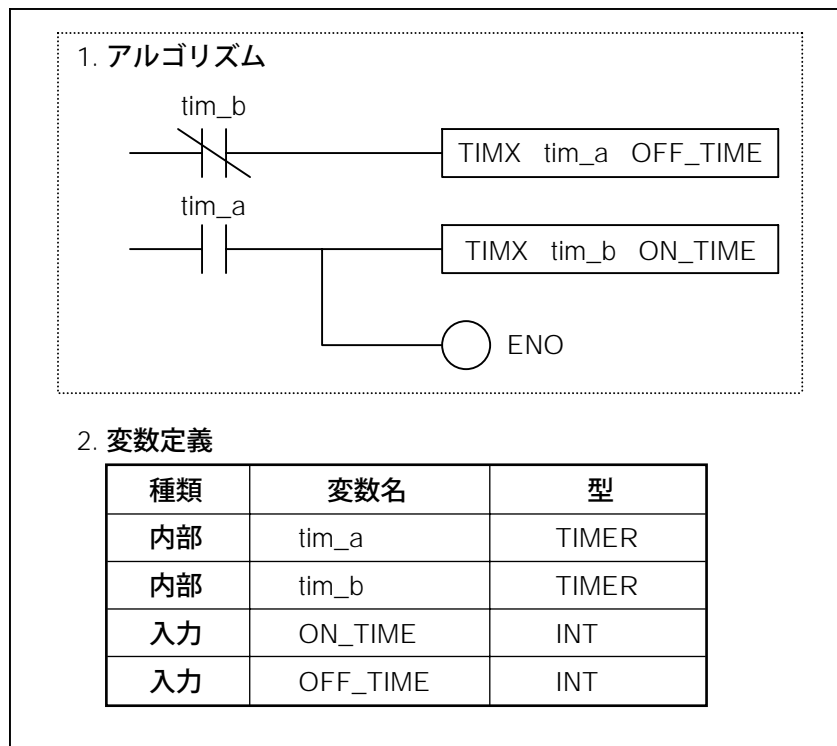 1. アルゴリズム
tim_b
TIMX tim_a OFF_TIME
tim_a
TIMX tim_b ON_TIME
ENO
2. 変数定義
種類 変数名 型
内部 tim_a TIMER
内部 tim_b TIMER
入力 ON_TIME INT
入力 OFF_TIME INT